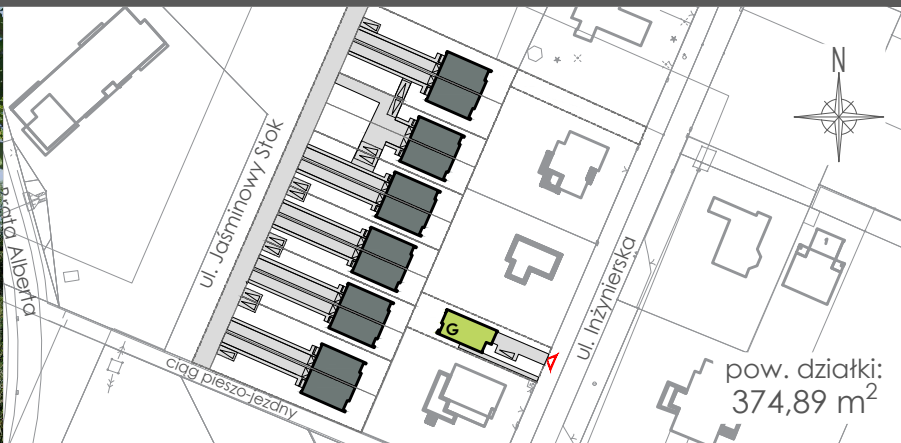 N
ul. Jaśminowy Stok
Brata Alberta
ul. Inżynierska
G
ciąg pieszo-jezdny
pow. działki:
374,89 m²